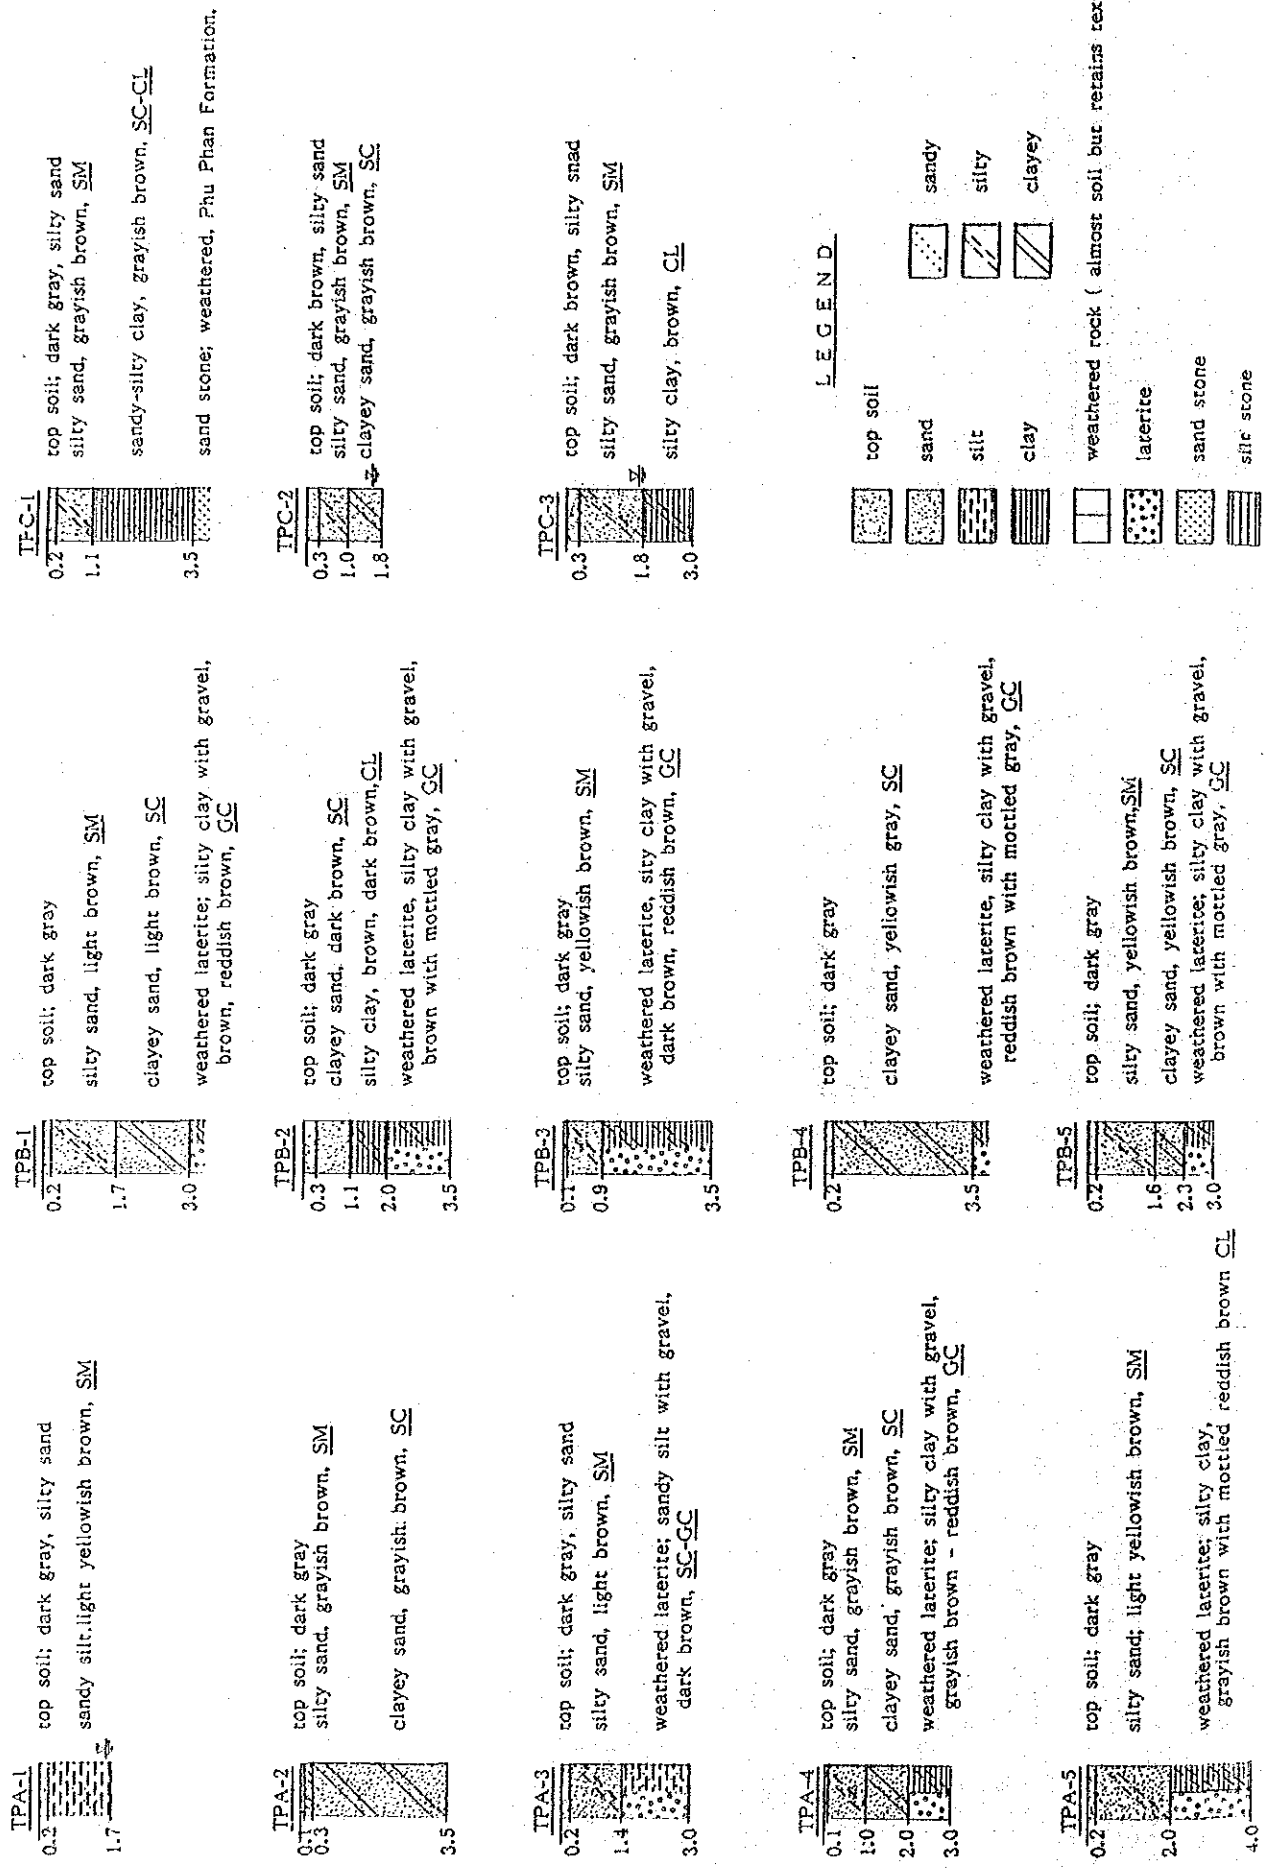 TPA-1
0.2
1.7
top soil; dark gray, silty sand
sandy silt. light yellowish brown, SM
TPA-2
0.1
0.3
3.5
top soil; dark gray
silty sand, grayish brown, SM
clayey sand, grayish brown, SC
TPA-3
0.2
1.4
3.0
top soil; dark gray, silty sand
silty sand, light brown, SM
weathered laterite; sandy silt with gravel,
dark brown, SC-GC
TPA-4
0.1
1.0
2.0
3.0
top soil; dark gray
silty sand, grayish brown, SM
clayey sand, grayish brown, SC
weathered laterite; silty clay with gravel,
grayish brown - reddish brown, GC
TPA-5
0.2
2.0
4.0
top soil; dark gray
silty sand; light yellowish brown, SM
weathered laterite; silty clay,
grayish brown with mottled reddish brown CL
TPB-1
0.2
1.7
3.0
top soil; dark gray
silty sand, light brown, SM
clayey sand, light brown, SC
weathered laterite; silty clay with gravel,
brown, reddish brown, GC
TPB-2
0.3
1.1
2.0
3.5
top soil; dark gray
clayey sand, dark brown, SC
silty clay, brown, dark brown, CL
weathered laterite, silty clay with gravel,
brown with mottled gray, GC
TPB-3
0.1
0.9
3.5
top soil; dark gray
silty sand, yellowish brown, SM
weathered laterite, sity clay with gravel,
dark brown, reddish brown, GC
TPB-4
0.2
3.5
top soil; dark gray
clayey sand, yellowish gray, SC
weathered laterite, silty clay with gravel,
reddish brown with mottled gray, GC
TPB-5
0.2
1.6
2.3
3.0
top soil; dark gray
silty sand, yellowish brown, SM
clayey sand, yellowish brown, SC
weathered laterite; silty clay with gravel,
brown with mottled gray, GC
TPC-1
0.2
1.1
3.5
top soil; dark gray, silty sand
silty sand, grayish brown, SM
sandy-silty clay, grayish brown, SC-CL
sand stone; weathered, Phu Phan Formation.
TPC-2
0.3
1.0
1.8
top soil; dark brown, silty sand
silty sand, grayish brown, SM
clayey sand, grayish brown, SC
TPC-3
0.3
1.8
3.0
top soil; dark brown, silty snad
silty sand, grayish brown, SM
silty clay, brown, CL
LEGEND
top soil
sand sandy
silt silty
clay clayey
weathered rock ( almost soil but retains tex
laterite
sand stone
silt stone